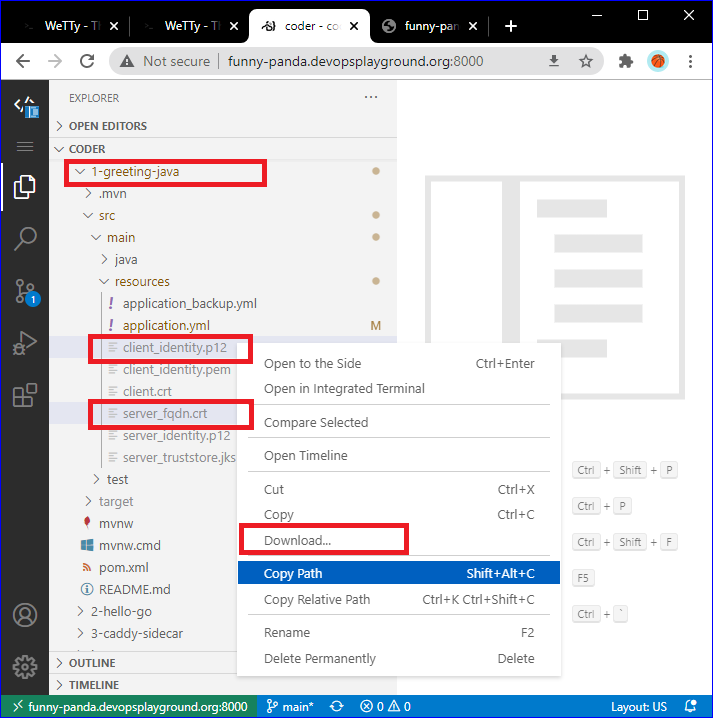 WeTTy - Th
WeTTy - Th
coder - co
funny-pan
Not secure
funny-panda.devopsplayground.org:8000
EXPLORER
OPEN EDITORS
CODER
1-greeting-java
.mvn
src
main
java
resources
! application_backup.yml
! application.yml M
client_identity.p12
client_identity.pem
client.crt
server_fqdn.crt
server_identity.p12
server_truststore.jks
test
target
mvnw
mvnw.cmd
pom.xml
README.md
2-hello-go
3-caddy-sidecar
OUTLINE
TIMELINE
1
Open to the Side Ctrl+Enter
Open in Integrated Terminal
Compare Selected
Open Timeline
Cut Ctrl+X
Copy Ctrl+C
Download...
Copy Path Shift+Alt+C
Copy Relative Path Ctrl+K Ctrl+Shift+C
Rename F2
Delete Permanently Delete
Ctrl + Shift + P
Ctrl + P
Ctrl + Shift + F
F5
Ctrl + `
funny-panda.devopsplayground.org:8000 main* 0 0 Layout: US